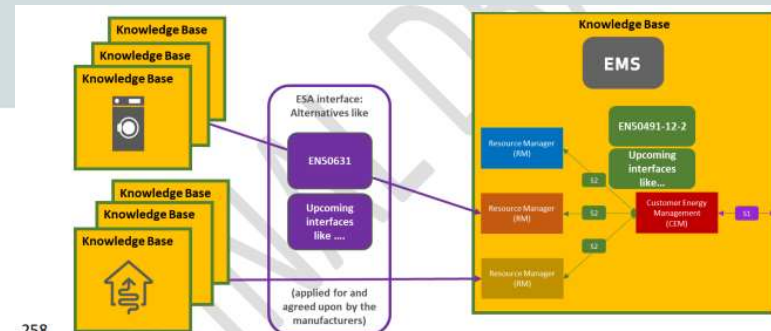 Knowledge Base
Knowledge Base
Knowledge Base
ESA interface:
Alternatives like
EN50631
Upcoming
interfaces
like ....
(applied for and
agreed upon by the
manufacturers)
Knowledge Base
Knowledge Base
Knowledge Base
Knowledge Base
EMS
EN50491-12-2
Upcoming
interfaces
like...
Resource Manager
(RM)
S2
Resource Manager
(RM)
S2
Customer Energy
Management
(CEM)
S1
S2
Resource Manager
(RM)
258